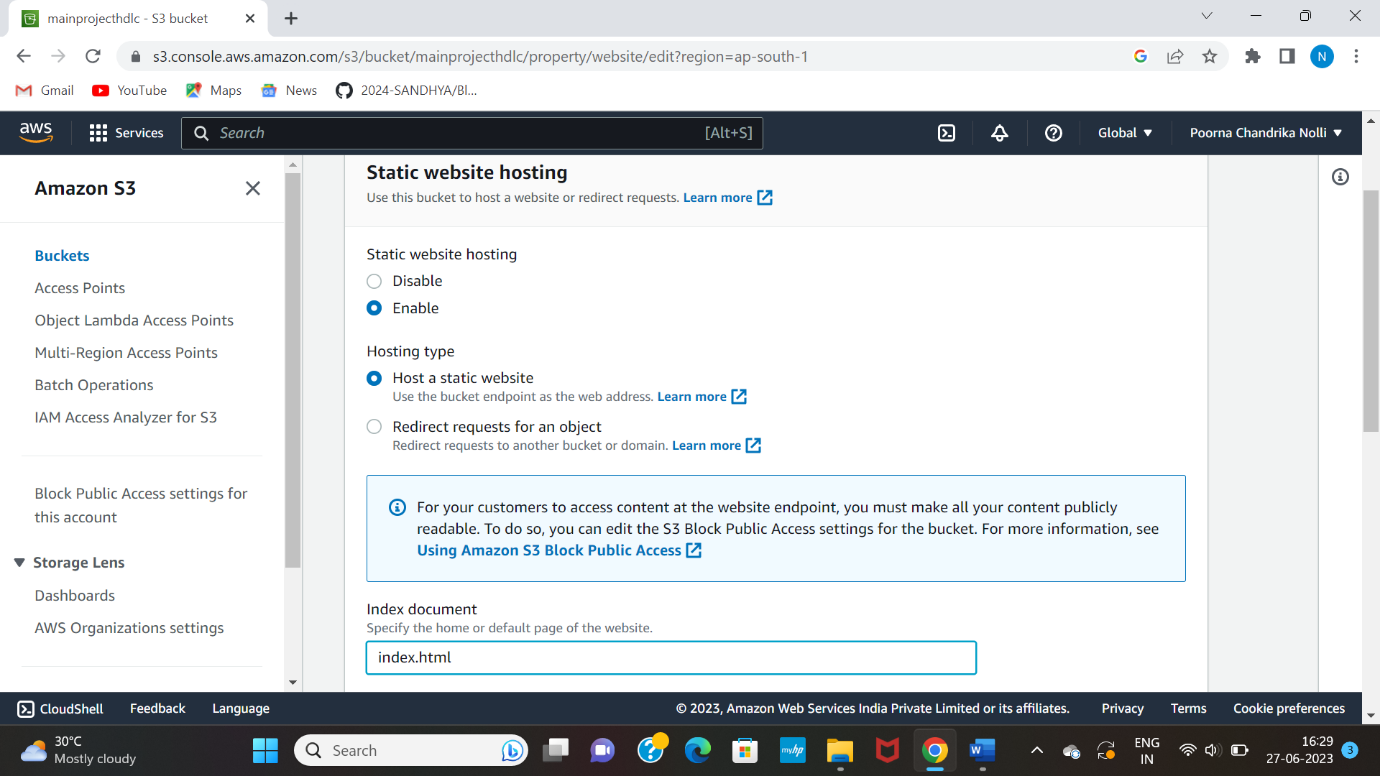 mainprojecthdlc - S3 bucket
s3.console.aws.amazon.com/s3/bucket/mainprojecthdlc/property/website/edit?region=ap-south-1
G
N
Gmail
YouTube
Maps
News
2024-SANDHYA/BI...
aws
Services
Search
[Alt+S]
Global
Poorna Chandrika Nolli
Amazon S3
Buckets
Access Points
Object Lambda Access Points
Multi-Region Access Points
Batch Operations
IAM Access Analyzer for S3
Block Public Access settings for
this account
Storage Lens
Dashboards
AWS Organizations settings
Static website hosting
Use this bucket to host a website or redirect requests. Learn more
Static website hosting
Disable
Enable
Hosting type
Host a static website
Use the bucket endpoint as the web address. Learn more
Redirect requests for an object
Redirect requests to another bucket or domain. Learn more
For your customers to access content at the website endpoint, you must make all your content publicly
readable. To do so, you can edit the S3 Block Public Access settings for the bucket. For more information, see
Using Amazon S3 Block Public Access
Index document
Specify the home or default page of the website.
index.html
CloudShell
Feedback
Language
© 2023, Amazon Web Services India Private Limited or its affiliates.
Privacy
Terms
Cookie preferences
30°C
Mostly cloudy
Search
myhp
W
ENG
IN
16:29
27-06-2023
3